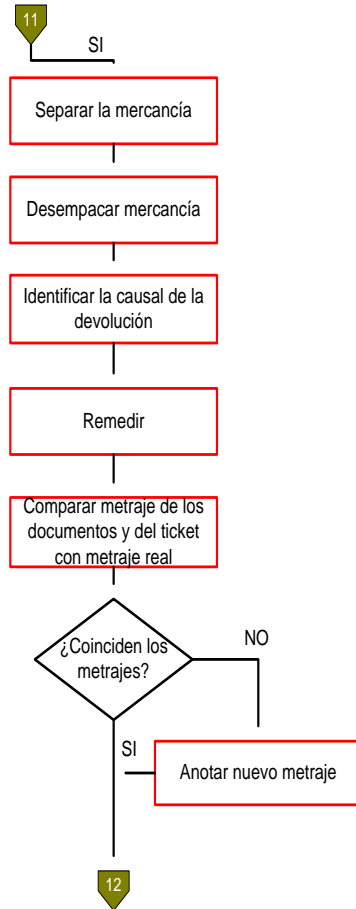 11
SI
Separar la mercancía
Desempacar mercancía
Identificar la causal de la
devolución
Remedir
Comparar metraje de los
documentos y del ticket
con metraje real
¿Coinciden los
metrajes?
NO
SI
Anotar nuevo metraje
12